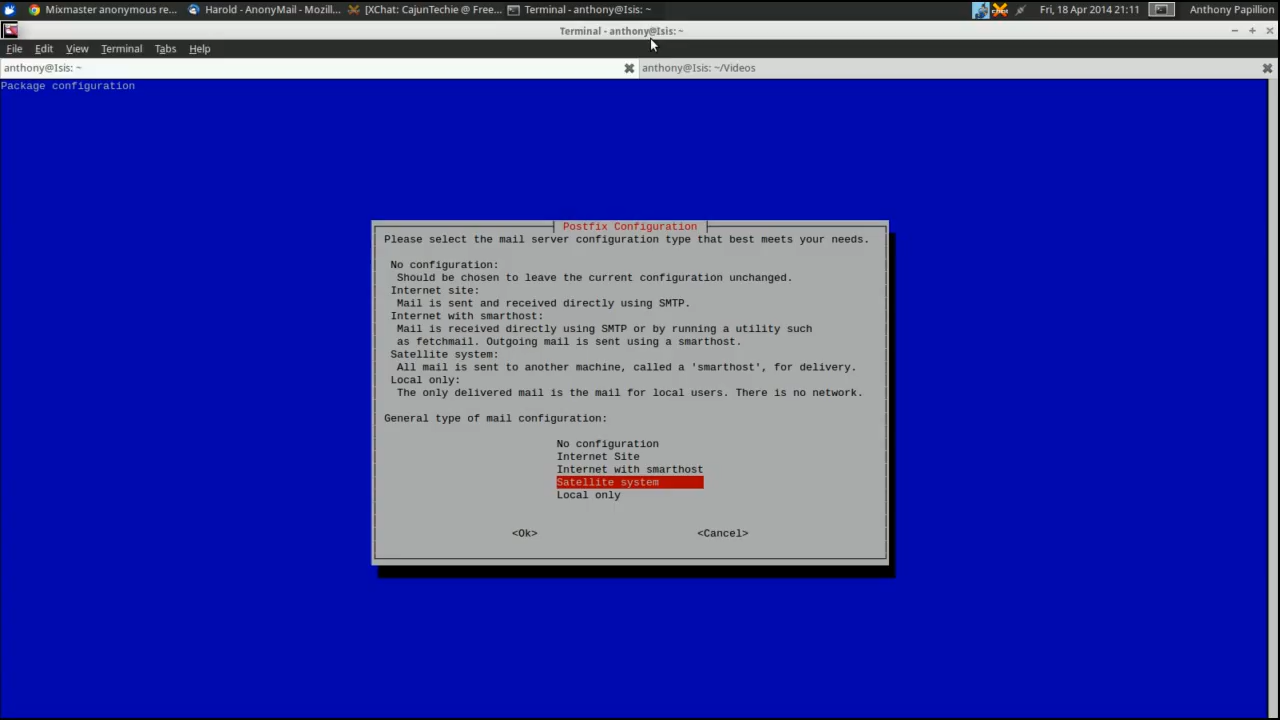 Mixmaster anonymous re...
Harold - AnonyMail - Mozill...
[XChat: CajunTechie @ Free...
Terminal - anthony@Isis: ~
Fri, 18 Apr 2014 21:11
Anthony Papillion
Terminal - anthony@Isis: ~
File Edit View Terminal Tabs Help
anthony@Isis: ~
anthony@Isis: ~/Videos
Package configuration
Postfix Configuration
Please select the mail server configuration type that best meets your needs.
No configuration:
Should be chosen to leave the current configuration unchanged.
Internet site:
Mail is sent and received directly using SMTP.
Internet with smarthost:
Mail is received directly using SMTP or by running a utility such
as fetchmail. Outgoing mail is sent using a smarthost.
Satellite system:
All mail is sent to another machine, called a 'smarthost', for delivery.
Local only:
The only delivered mail is the mail for local users. There is no network.
General type of mail configuration:
No configuration
Internet Site
Internet with smarthost
Satellite system
Local only
<Ok> <Cancel>